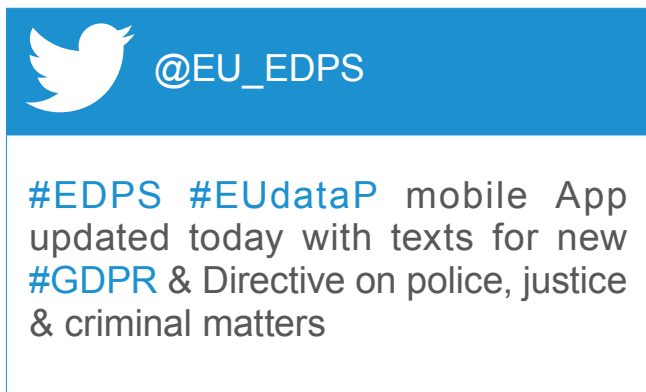 @EU_EDPS
#EDPS #EUdataP mobile App
updated today with texts for new
#GDPR & Directive on police, justice
& criminal matters